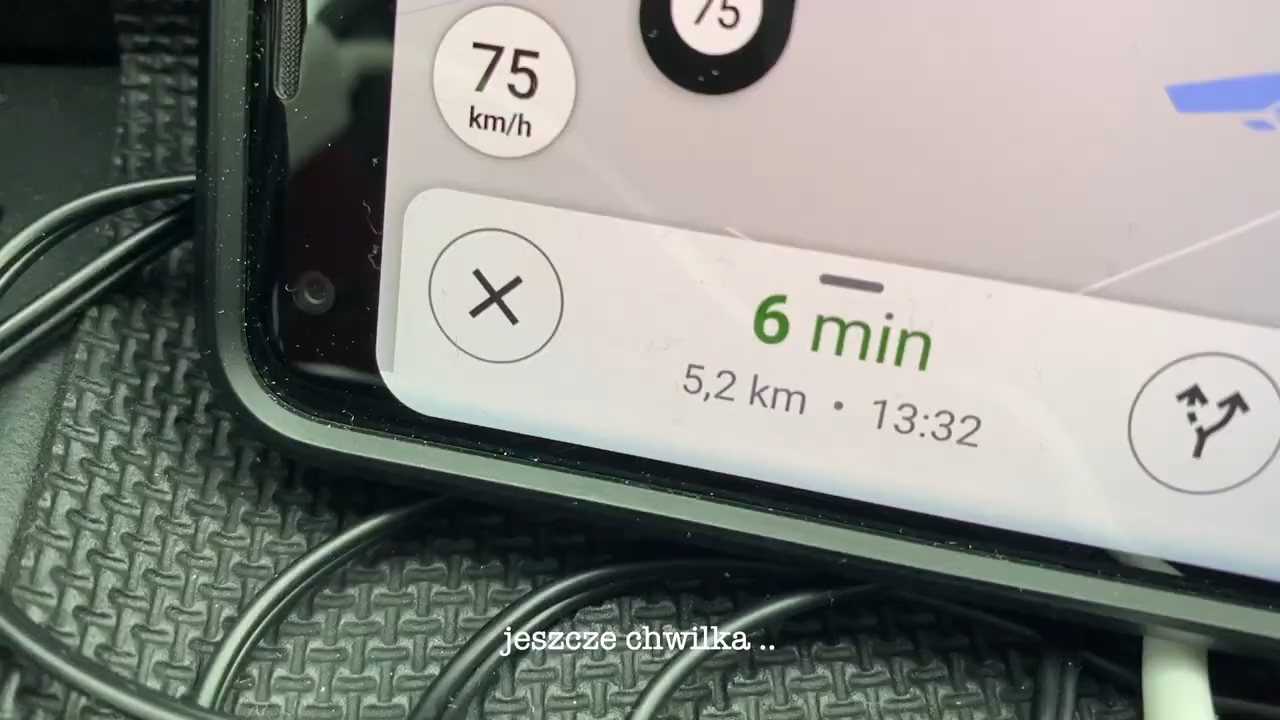 75
75
km/h
6 min
5,2 km • 13:32
jeszcze chwilka ..